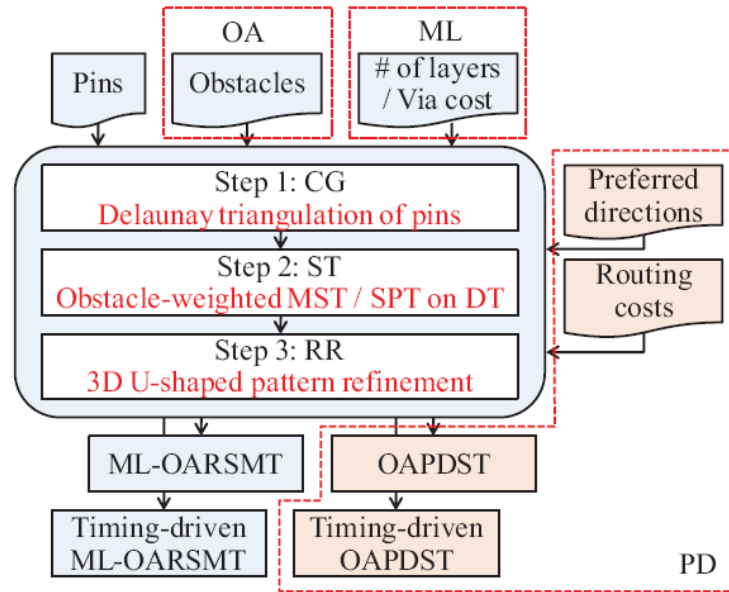 OA
ML
Pins
Obstacles
# of layers
/ Via cost
Step 1: CG
Delaunay triangulation of pins
Preferred
directions
Step 2: ST
Obstacle-weighted MST / SPT on DT
Routing
costs
Step 3: RR
3D U-shaped pattern refinement
ML-OARSMT
OAPDST
Timing-driven
ML-OARSMT
Timing-driven
OAPDST
PD